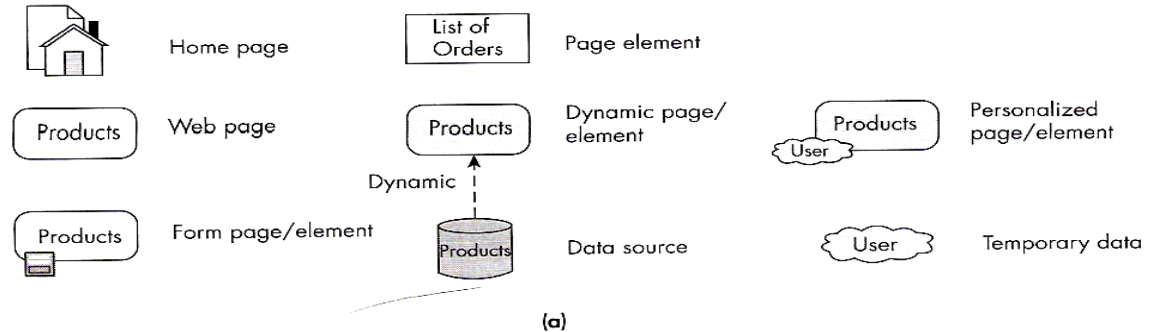 Home page
List of
Orders
Page element
Products
Web page
Products
Dynamic page/
element
Products
User
Personalized
page/element
Dynamic
Products
Form page/element
Products
Data source
User
Temporary data
(a)